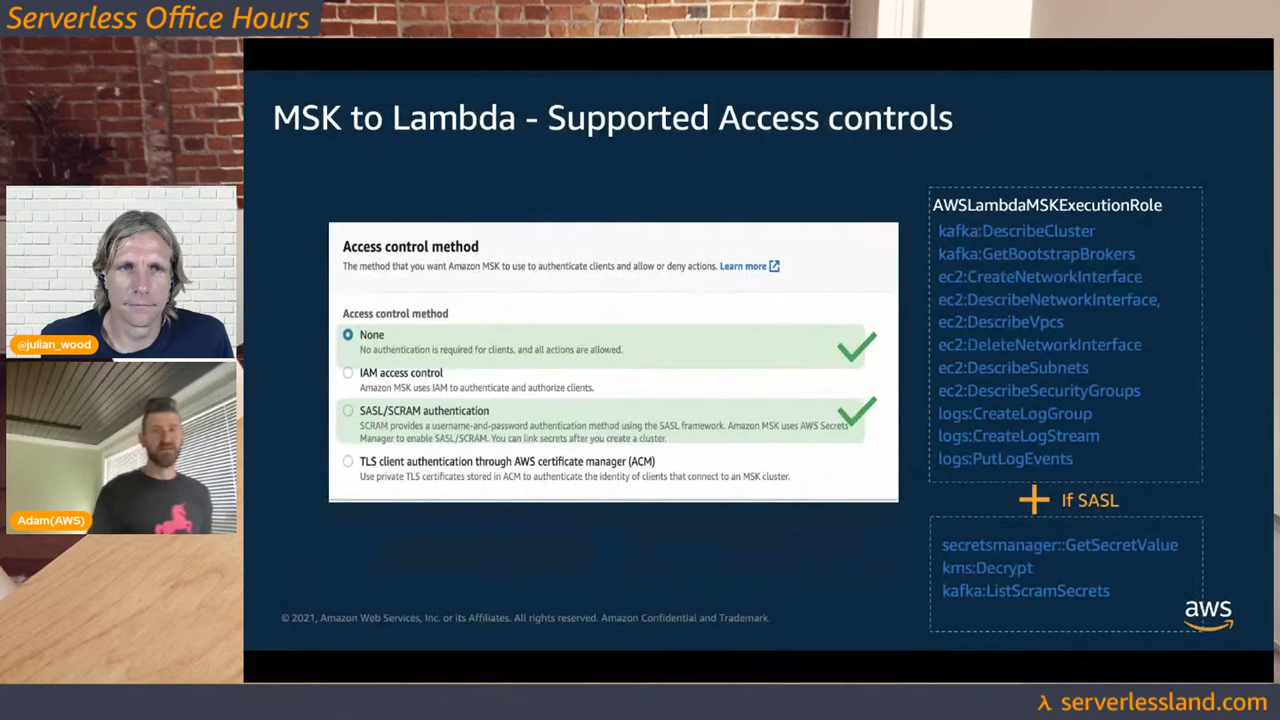 Serverless Office Hours
MSK to Lambda - Supported Access controls
Access control method
The method that you want Amazon MSK to use to authenticate clients and allow or deny actions. Learn more
Access control method
None
No authentication is required for clients, and all actions are allowed.
IAM access control
Amazon MSK uses IAM to authenticate and authorize clients.
SASL/SCRAM authentication
SCRAM provides a username-and-password authentication method using the SASL framework. Amazon MSK uses AWS Secrets
Manager to enable SASL/SCRAM. You can link secrets after you create a cluster.
TLS client authentication through AWS certificate manager (ACM)
Use private TLS certificates stored in ACM to authenticate the identity of clients that connect to an MSK cluster.
AWSLambdaMSKExecutionRole
kafka:DescribeCluster
kafka:GetBootstrapBrokers
ec2:CreateNetworkInterface
ec2:DescribeNetworkInterface,
ec2:DescribeVpcs
ec2:DeleteNetworkInterface
ec2:DescribeSubnets
ec2:DescribeSecurityGroups
logs:CreateLogGroup
logs:CreateLogStream
logs:PutLogEvents
If SASL
secretsmanager::GetSecretValue
kms:Decrypt
kafka:ListScramSecrets
@julian_wood
Adam(AWS)
© 2021, Amazon Web Services, Inc. or its Affiliates. All rights reserved. Amazon Confidential and Trademark.
aws
λ serverlessland.com